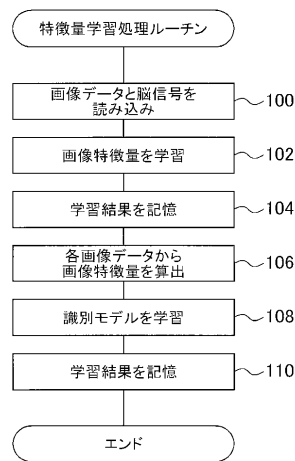 特徴量学習処理ルーチン
画像データと脳信号を
読み込み
100
画像特徴量を学習
102
学習結果を記憶
104
各画像データから
画像特徴量を算出
106
識別モデルを学習
108
学習結果を記憶
110
エンド